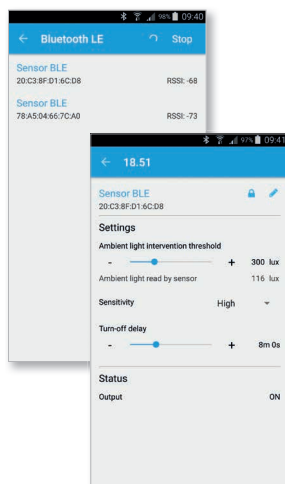 98% 09:40
← Bluetooth LE Stop
Sensor BLE
20:C3:8F:D1:6C:D8 RSSI: -68
Sensor BLE
78:A5:04:66:7C:A0 RSSI: -73
97% 09:41
← 18.51
Sensor BLE
20:C3:8F:D1:6C:D8
Settings
Ambient light intervention threshold
- + 300 lux
Ambient light read by sensor 116 lux
Sensitivity High
Turn-off delay
- + 8m 0s
Status
Output ON